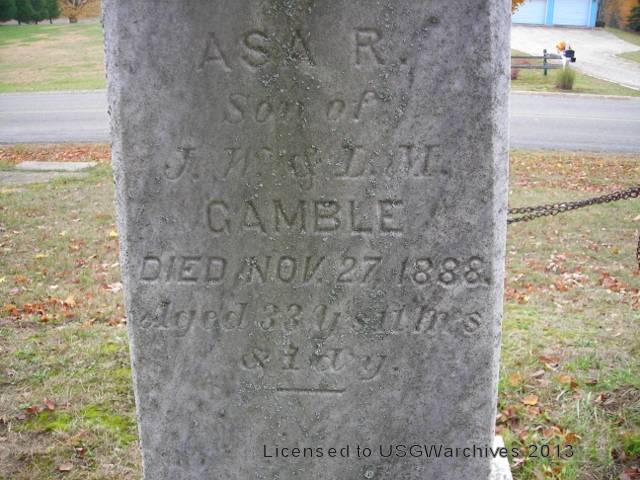 ASA R.
Son of
J. W. & L. M.
GAMBLE
DIED NOV. 27 1888.
Aged 33 Ys 11 Ms
& 1 dy.
Licensed to USGWarchives 2013